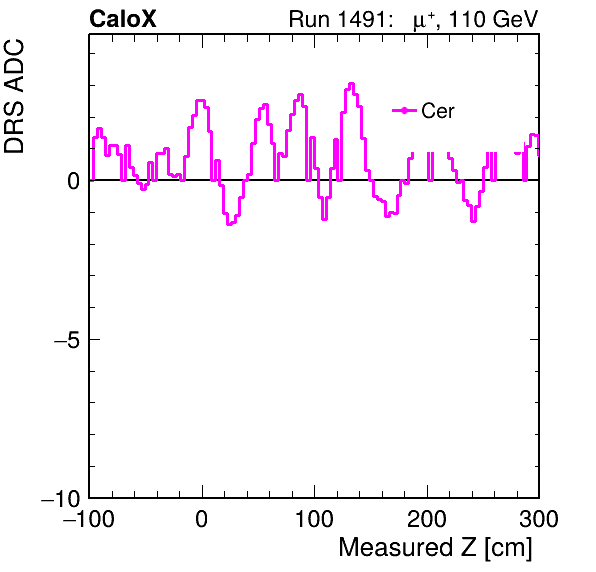 CaloX Run 1491: μ⁺, 110 GeV
DRS ADC
Cer
0
−5
−10
−100 0 100 200 300
Measured Z [cm]